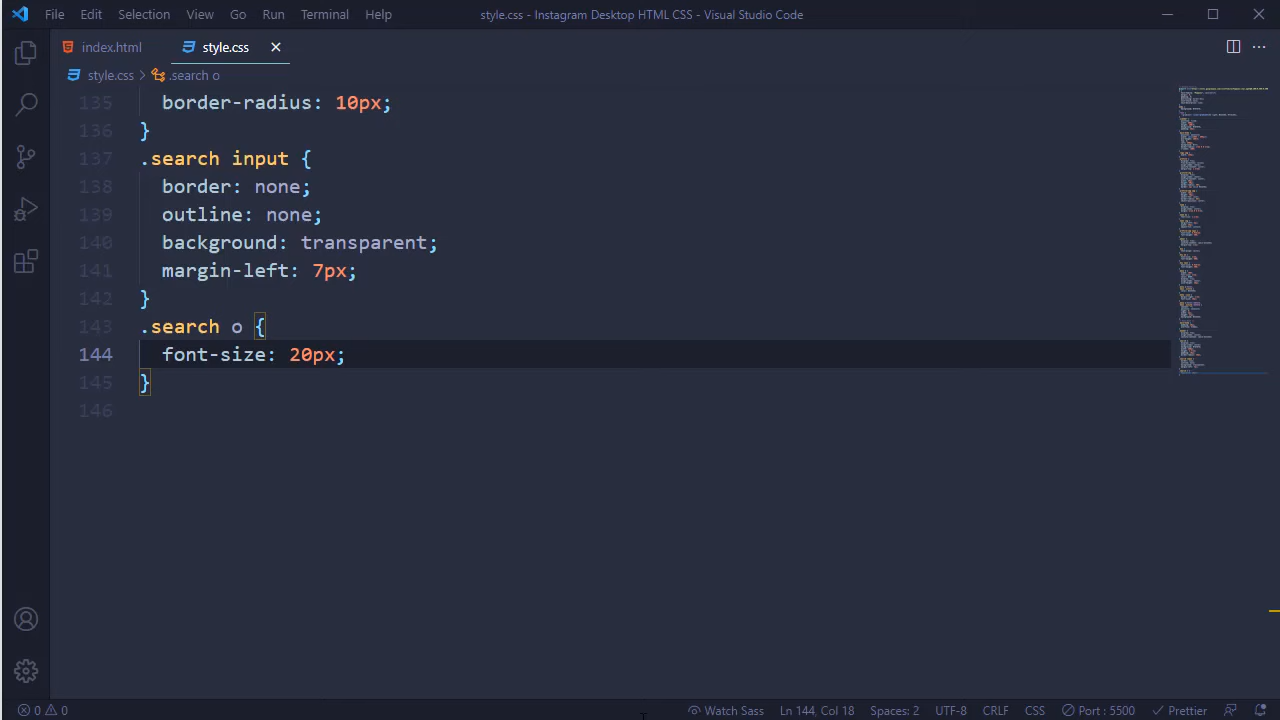 File Edit Selection View Go Run Terminal Help style.css - Instagram Desktop HTML CSS - Visual Studio Code
index.html style.css
style.css .search o
135 border-radius: 10px;
136 }
137 .search input {
138 border: none;
139 outline: none;
140 background: transparent;
141 margin-left: 7px;
142 }
143 .search o {
144 font-size: 20px;
145 }
146
0 0 Watch Sass Ln 144, Col 18 Spaces: 2 UTF-8 CRLF CSS Port : 5500 Prettier